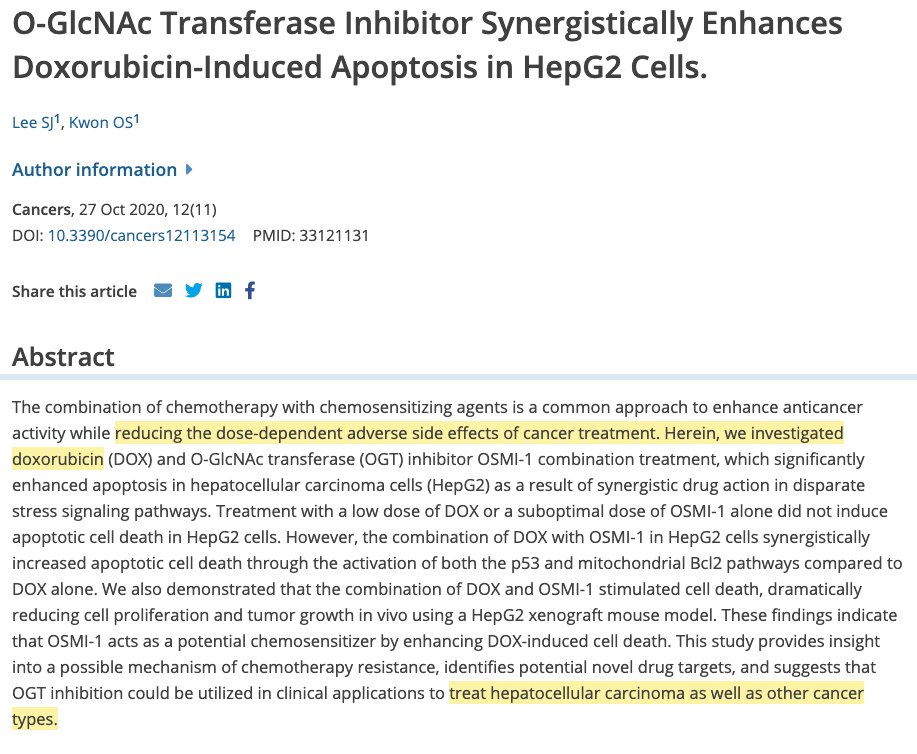 O-GlcNAc Transferase Inhibitor Synergistically Enhances
Doxorubicin-Induced Apoptosis in HepG2 Cells.
Lee SJ1, Kwon OS1
Author information
Cancers, 27 Oct 2020, 12(11)
DOI: 10.3390/cancers12113154 PMID: 33121131
Share this article
Abstract
The combination of chemotherapy with chemosensitizing agents is a common approach to enhance anticancer
activity while reducing the dose-dependent adverse side effects of cancer treatment. Herein, we investigated
doxorubicin (DOX) and O-GlcNAc transferase (OGT) inhibitor OSMI-1 combination treatment, which significantly
enhanced apoptosis in hepatocellular carcinoma cells (HepG2) as a result of synergistic drug action in disparate
stress signaling pathways. Treatment with a low dose of DOX or a suboptimal dose of OSMI-1 alone did not induce
apoptotic cell death in HepG2 cells. However, the combination of DOX with OSMI-1 in HepG2 cells synergistically
increased apoptotic cell death through the activation of both the p53 and mitochondrial Bcl2 pathways compared to
DOX alone. We also demonstrated that the combination of DOX and OSMI-1 stimulated cell death, dramatically
reducing cell proliferation and tumor growth in vivo using a HepG2 xenograft mouse model. These findings indicate
that OSMI-1 acts as a potential chemosensitizer by enhancing DOX-induced cell death. This study provides insight
into a possible mechanism of chemotherapy resistance, identifies potential novel drug targets, and suggests that
OGT inhibition could be utilized in clinical applications to treat hepatocellular carcinoma as well as other cancer
types.